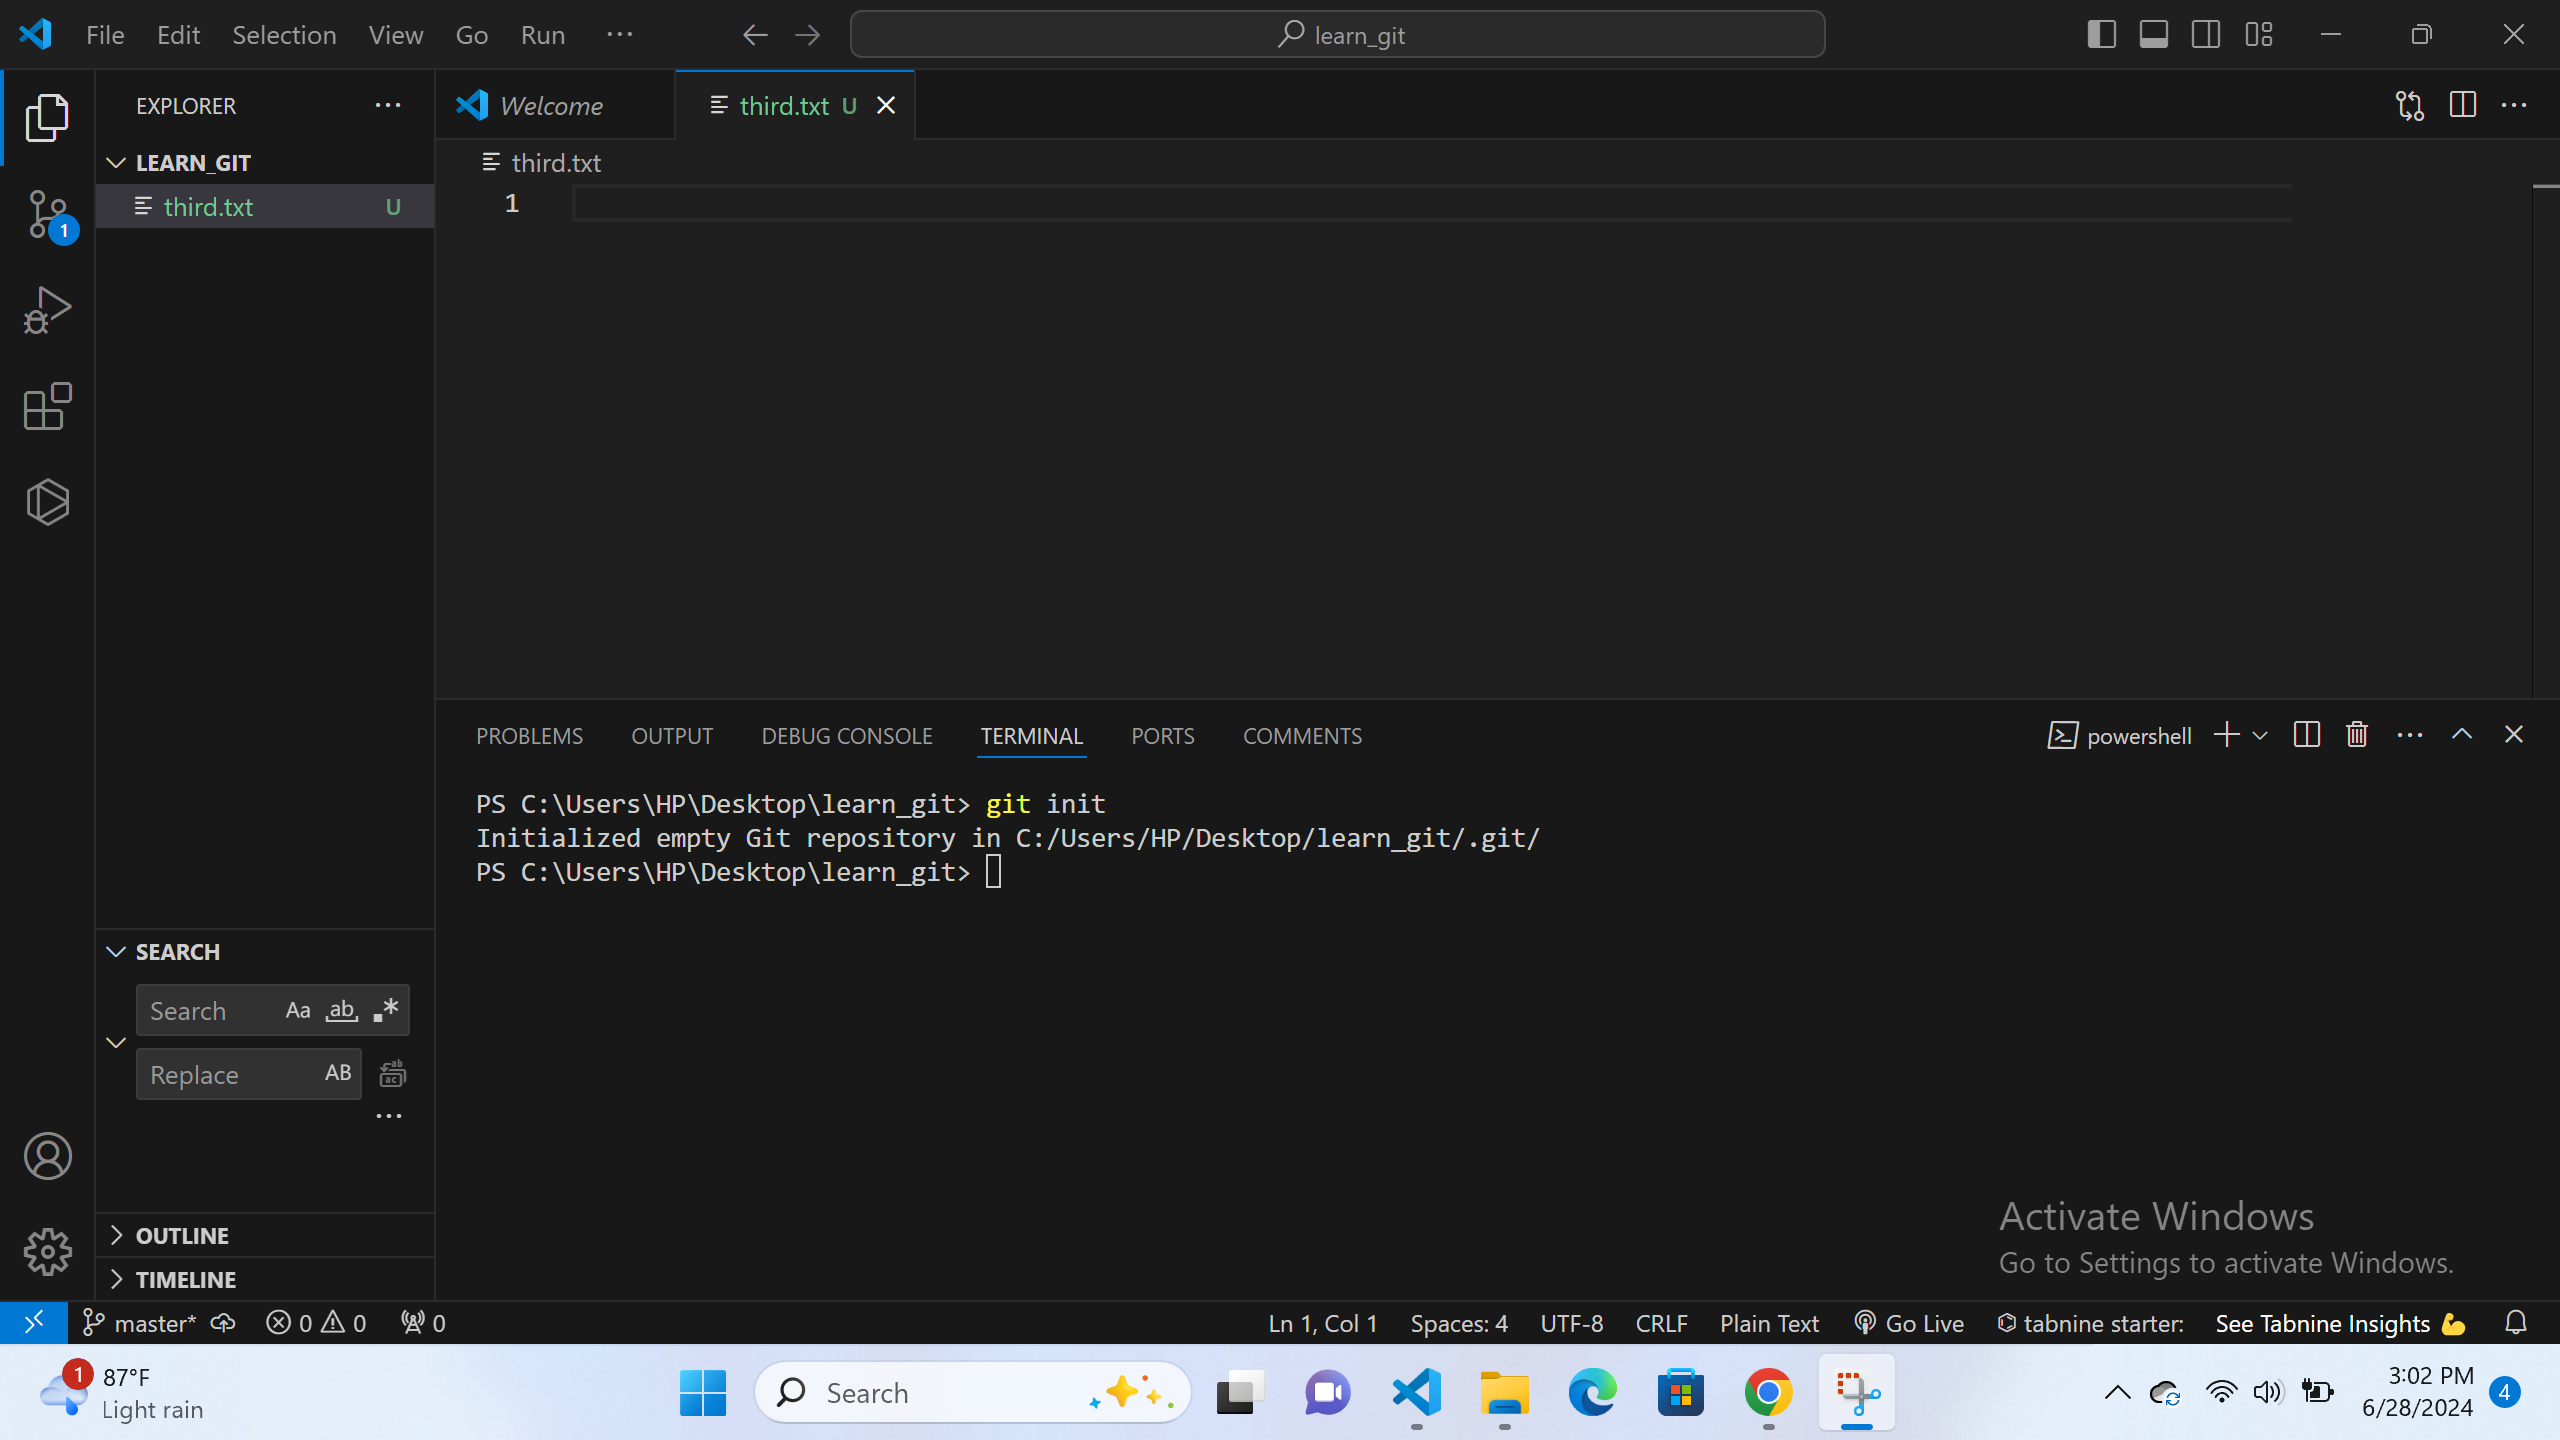 File Edit Selection View Go Run ···
learn_git
EXPLORER
LEARN_GIT
third.txt U
Welcome
third.txt U
third.txt
1
1
PROBLEMS OUTPUT DEBUG CONSOLE TERMINAL PORTS COMMENTS
powershell
PS C:\Users\HP\Desktop\learn_git> git init
Initialized empty Git repository in C:/Users/HP/Desktop/learn_git/.git/
PS C:\Users\HP\Desktop\learn_git>
SEARCH
Search Aa ab .*
Replace AB
OUTLINE
TIMELINE
Activate Windows
Go to Settings to activate Windows.
master* 0 0 0 Ln 1, Col 1 Spaces: 4 UTF-8 CRLF Plain Text Go Live tabnine starter: See Tabnine Insights 💪
1
87°F
Light rain
Search
3:02 PM
6/28/2024
4